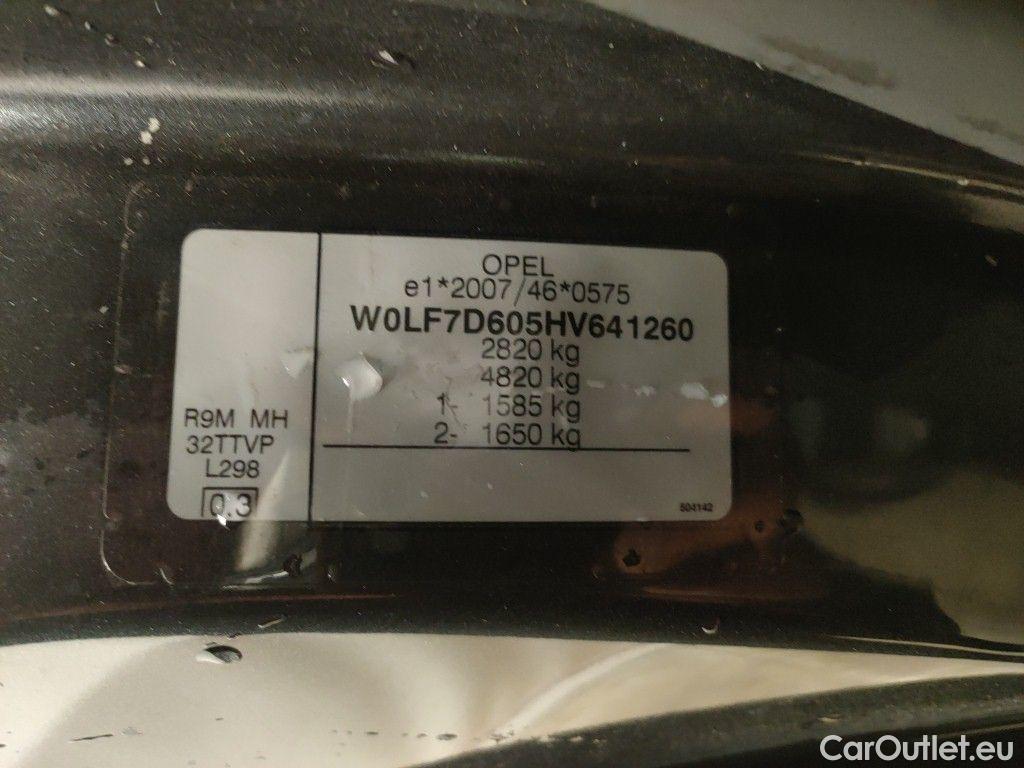 OPEL
e1*2007/46*0575
W0LF7D605HV641260
2820 kg
4820 kg
1- 1585 kg
2- 1650 kg
R9M MH
32TTVP
L298
0.3
504142
CarOutlet.eu